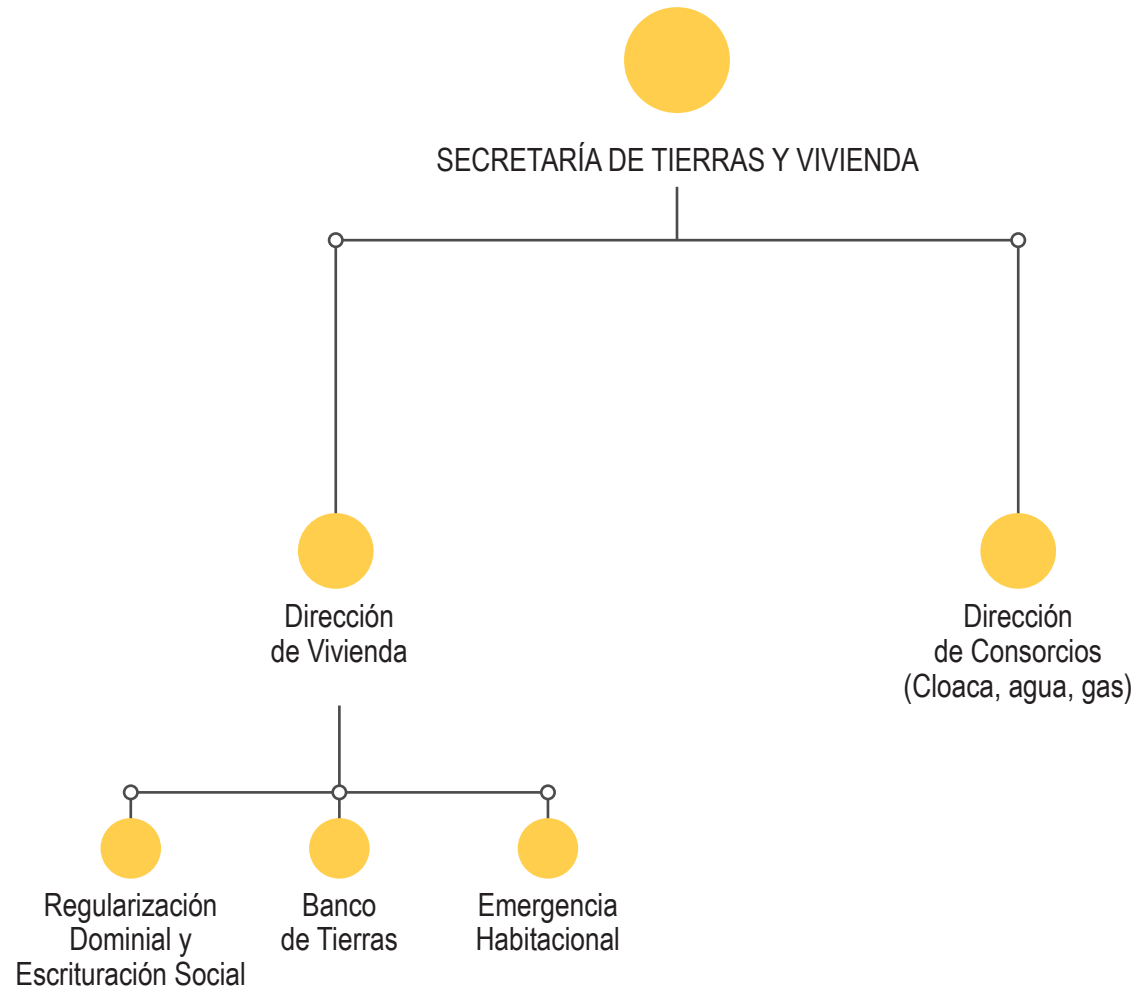 SECRETARÍA DE TIERRAS Y VIVIENDA
Dirección
de Vivienda
Dirección
de Consorcios
(Cloaca, agua, gas)
Regularización
Dominial y
Escrituración Social
Banco
de Tierras
Emergencia
Habitacional